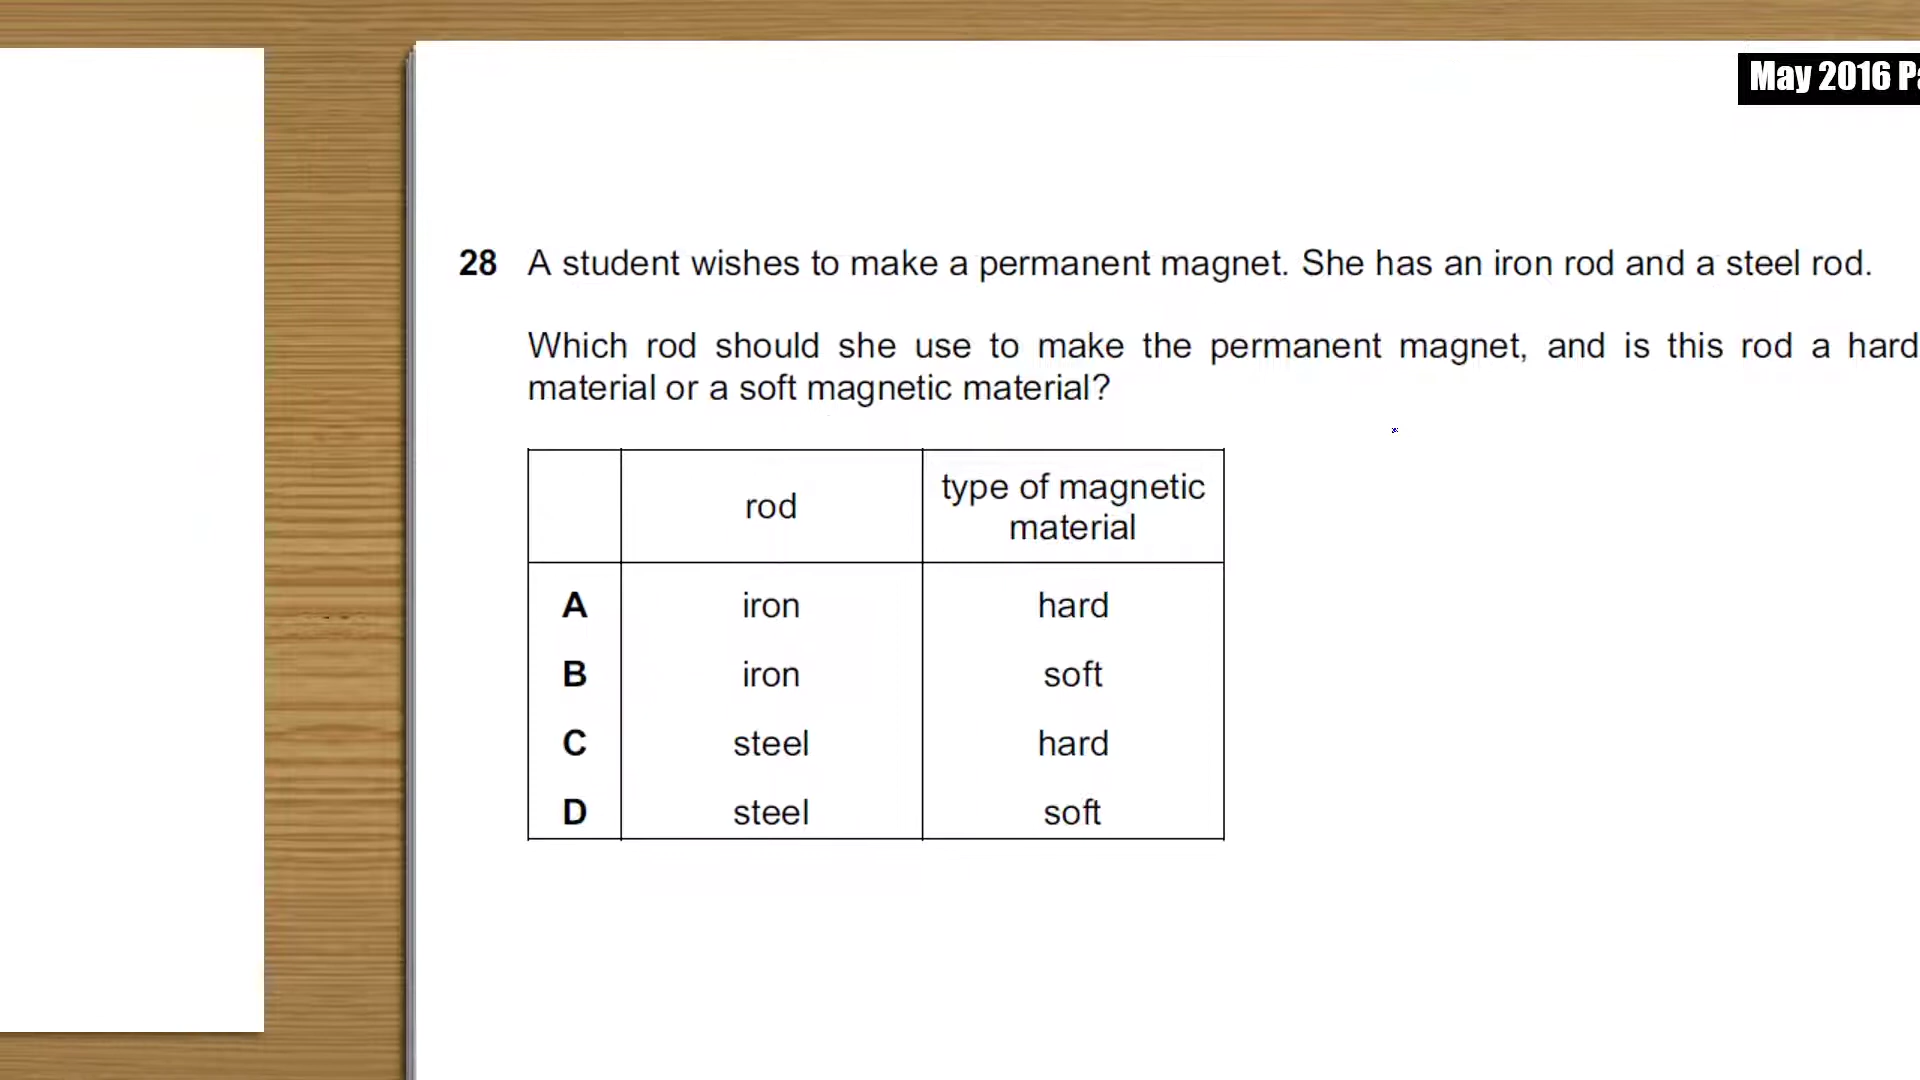 May 2016
28 A student wishes to make a permanent magnet. She has an iron rod and a steel rod.
Which rod should she use to make the permanent magnet, and is this rod a hard
material or a soft magnetic material?
rod type of magnetic
material
A iron hard
B iron soft
C steel hard
D steel soft